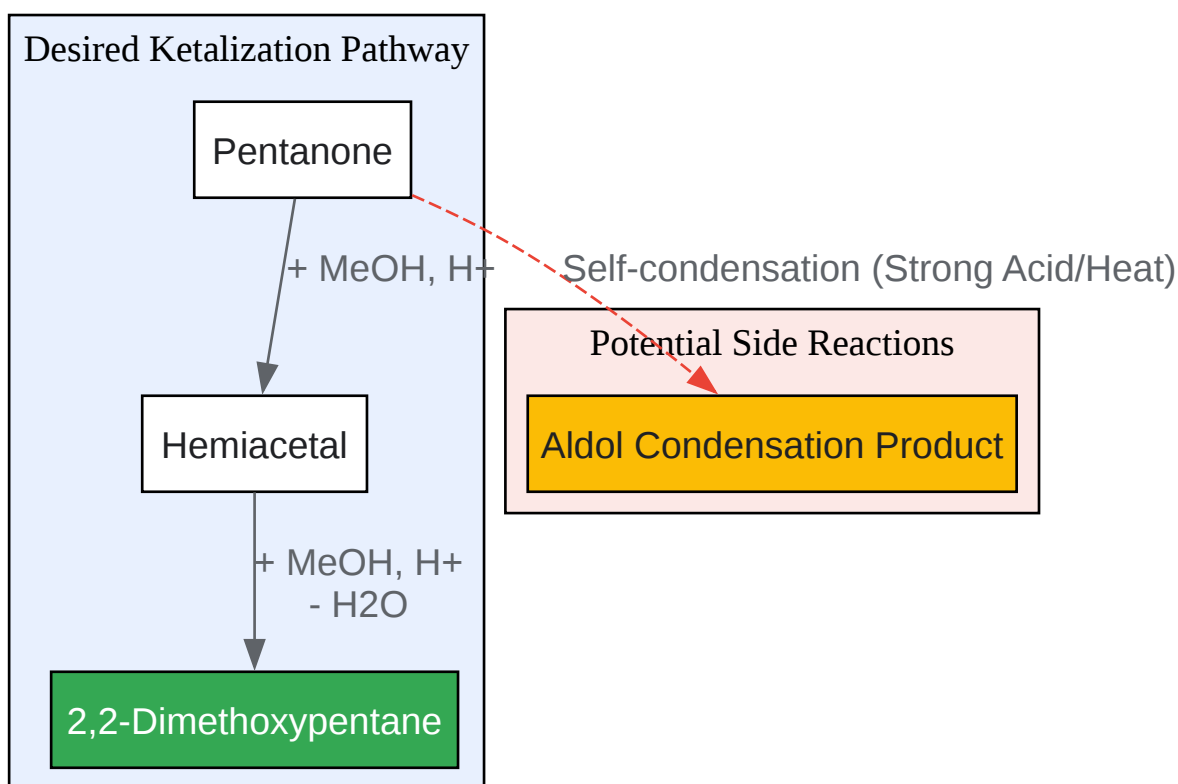 Desired Ketalization Pathway
Pentanone
+ MeOH, H+
Self-condensation (Strong Acid/Heat)
Potential Side Reactions
Hemiacetal
Aldol Condensation Product
+ MeOH, H+
- H2O
2,2-Dimethoxypentane